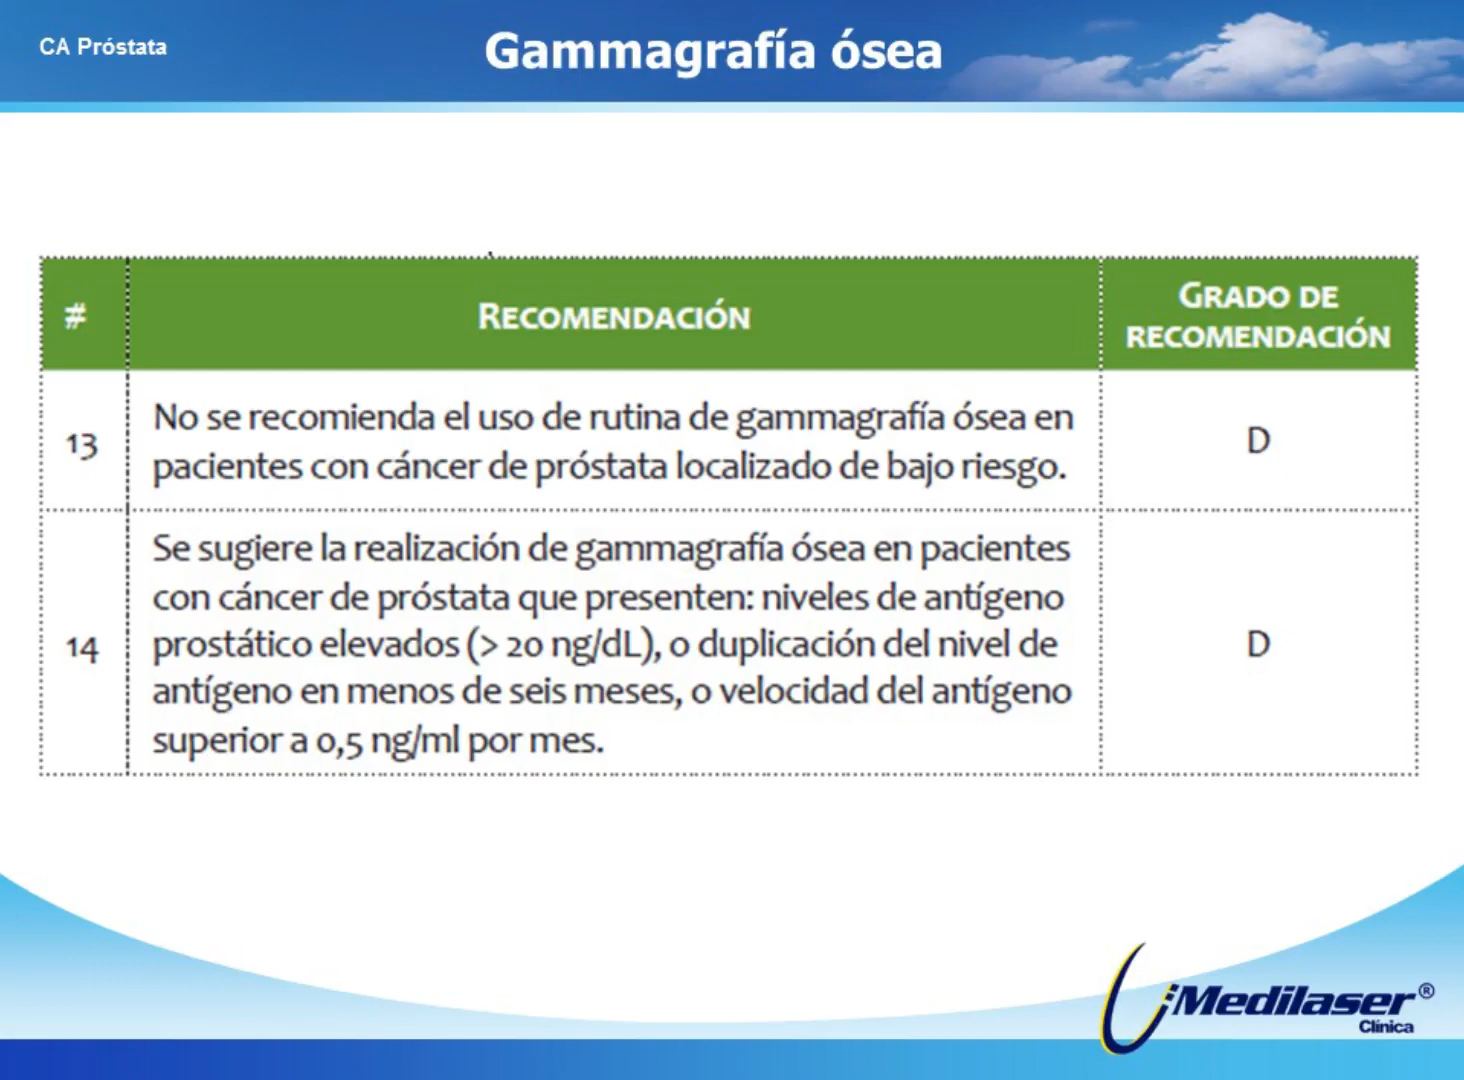 CA Próstata
Gammagrafía ósea
#
RECOMENDACIÓN
GRADO DE
RECOMENDACIÓN
13
No se recomienda el uso de rutina de gammagrafía ósea en
pacientes con cáncer de próstata localizado de bajo riesgo.
D
14
Se sugiere la realización de gammagrafía ósea en pacientes
con cáncer de próstata que presenten: niveles de antígeno
prostático elevados (> 20 ng/dL), o duplicación del nivel de
antígeno en menos de seis meses, o velocidad del antígeno
superior a 0,5 ng/ml por mes.
D
Medilaser®
Clínica